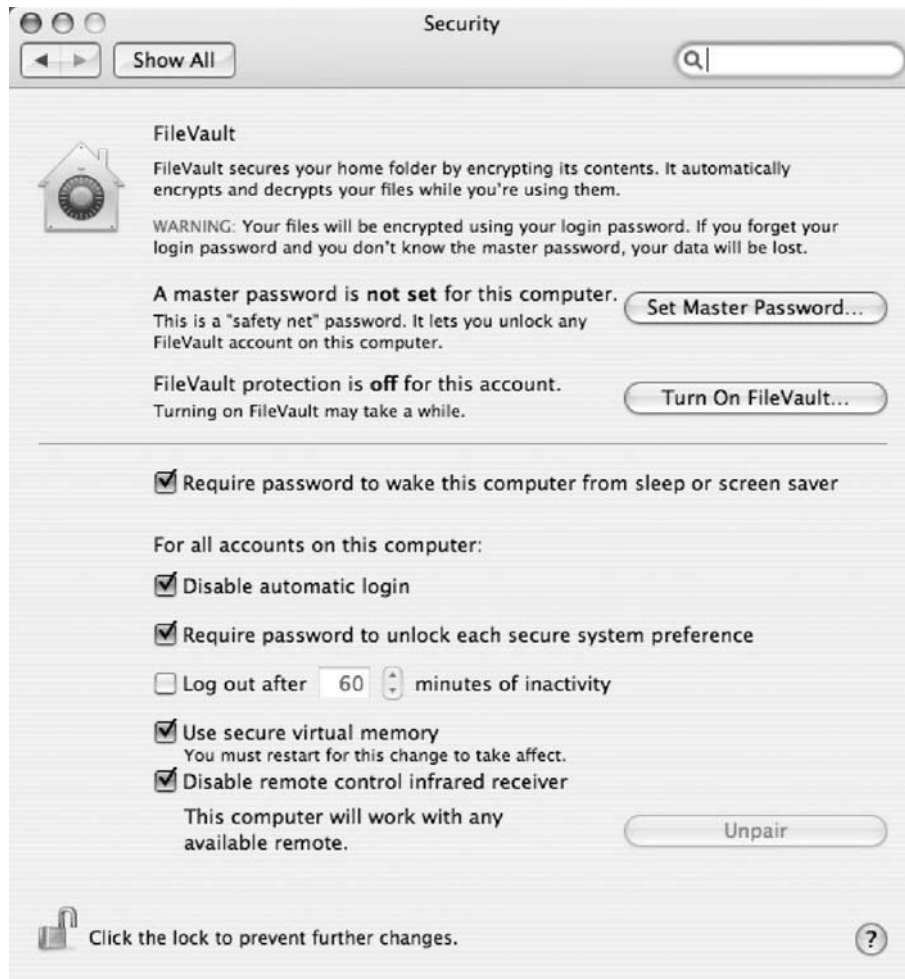 Security
Show All
FileVault
FileVault secures your home folder by encrypting its contents. It automatically
encrypts and decrypts your files while you're using them.
WARNING: Your files will be encrypted using your login password. If you forget your
login password and you don't know the master password, your data will be lost.
A master password is not set for this computer.
Set Master Password...
This is a "safety net" password. It lets you unlock any
FileVault account on this computer.
FileVault protection is off for this account.
Turn On FileVault...
Turning on FileVault may take a while.
Require password to wake this computer from sleep or screen saver
For all accounts on this computer:
Disable automatic login
Require password to unlock each secure system preference
Log out after 60 minutes of inactivity
Use secure virtual memory
You must restart for this change to take affect.
Disable remote control infrared receiver
This computer will work with any
available remote.
Unpair
Click the lock to prevent further changes.
?